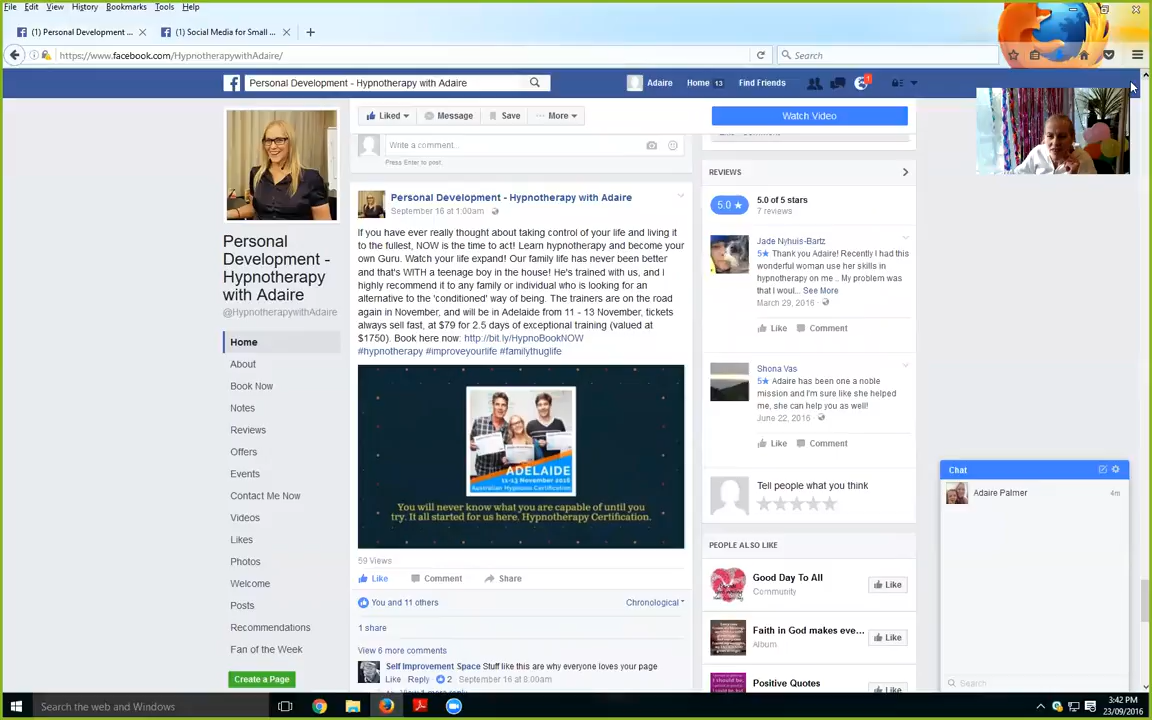 File Edit View History Bookmarks Tools Help
(1) Personal Development ...
(1) Social Media for Small ...
https://www.facebook.com/HypnotherapywithAdaire/
Search
Personal Development - Hypnotherapy with Adaire
Adaire Home 13 Find Friends
1
Liked Message Save More
Watch Video
Write a comment...
Press Enter to post.
Personal Development - Hypnotherapy with Adaire
@HypnotherapywithAdaire
Home
About
Book Now
Notes
Reviews
Offers
Events
Contact Me Now
Videos
Likes
Photos
Welcome
Posts
Recommendations
Fan of the Week
Create a Page
Personal Development - Hypnotherapy with Adaire
September 16 at 1:00am
If you have ever really thought about taking control of your life and living it
to the fullest, NOW is the time to act! Learn hypnotherapy and become your
own Guru. Watch your life expand! Our family life has never been better
and that's WITH a teenage boy in the house! He's trained with us, and I
highly recommend it to any family or individual who is looking for an
alternative to the 'conditioned' way of being. The trainers are on the road
again in November, and will be in Adelaide from 11 - 13 November, tickets
always sell fast, at $79 for 2.5 days of exceptional training (valued at
$1750). Book here now: http://bit.ly/HypnoBookNOW
#hypnotherapy #improveyourlife #familythuglife
ADELAIDE
11-13 November 2016
Australian Hypnosis Certification
You will never know what you are capable of until you
try. It all started for us here. Hypnotherapy Certification.
59 Views
Like Comment Share
You and 11 others
Chronological
1 share
View 6 more comments
Self Improvement Space Stuff like this are why everyone loves your page
Like Reply 2 September 16 at 8:00am
REVIEWS
5.0 ★
5.0 of 5 stars
7 reviews
Jade Nyhuis-Bartz
5★ Thank you Adaire! Recently I had this
wonderful woman use her skills in
hypnotherapy on me .. My problem was
that I woul... See More
March 29, 2016
Like Comment
Shona Vas
5★ Adaire has been one a noble
mission and I'm sure like she helped
me, she can help you as well!
June 22, 2016
Like Comment
Tell people what you think
PEOPLE ALSO LIKE
Good Day To All
Community
Like
Faith in God makes eve...
Album
Like
Positive Quotes
Like
Chat
Adaire Palmer 4m
Search
Search the web and Windows
3:42 PM
23/09/2016